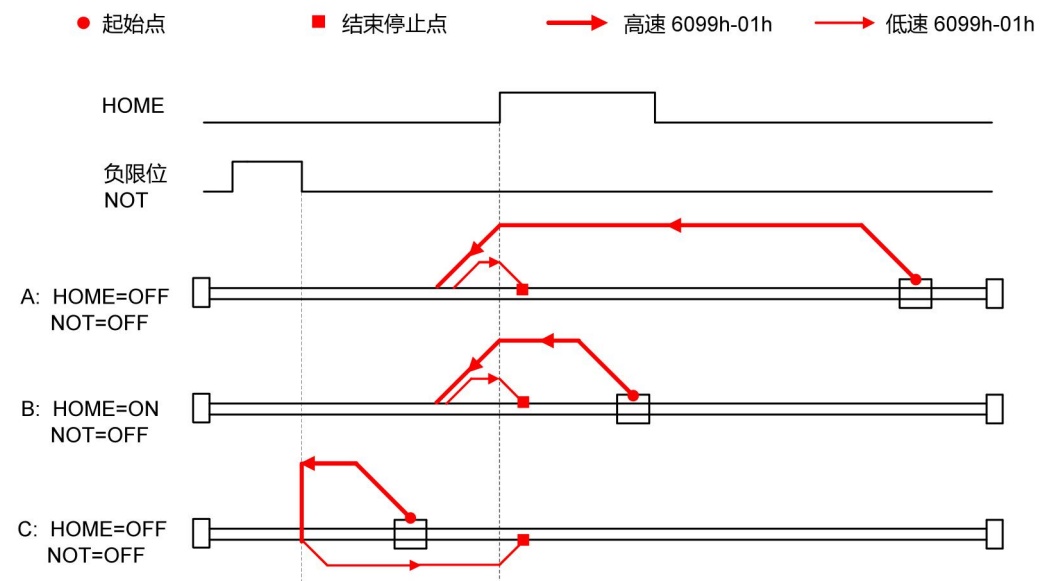 起始点 结束停止点 高速 6099h-01h 低速 6099h-01h
HOME
负限位
NOT
A: HOME=OFF
NOT=OFF
B: HOME=ON
NOT=OFF
C: HOME=OFF
NOT=OFF